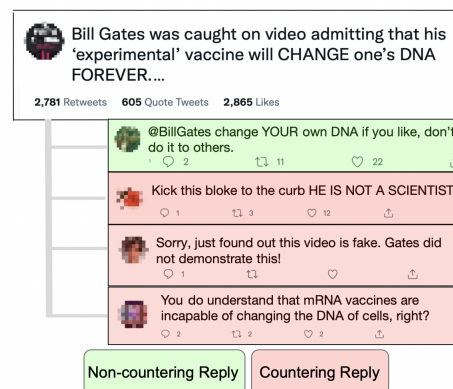 Bill Gates was caught on video admitting that his
‘experimental’ vaccine will CHANGE one’s DNA
FOREVER....
2,781 Retweets 605 Quote Tweets 2,865 Likes
@BillGates change YOUR own DNA if you like, don't
do it to others.
2 11 22
Kick this bloke to the curb HE IS NOT A SCIENTIST
1 3 12
Sorry, just found out this video is fake. Gates did
not demonstrate this!
1
You do understand that mRNA vaccines are
incapable of changing the DNA of cells, right?
2 2 2
Non-countering Reply Countering Reply